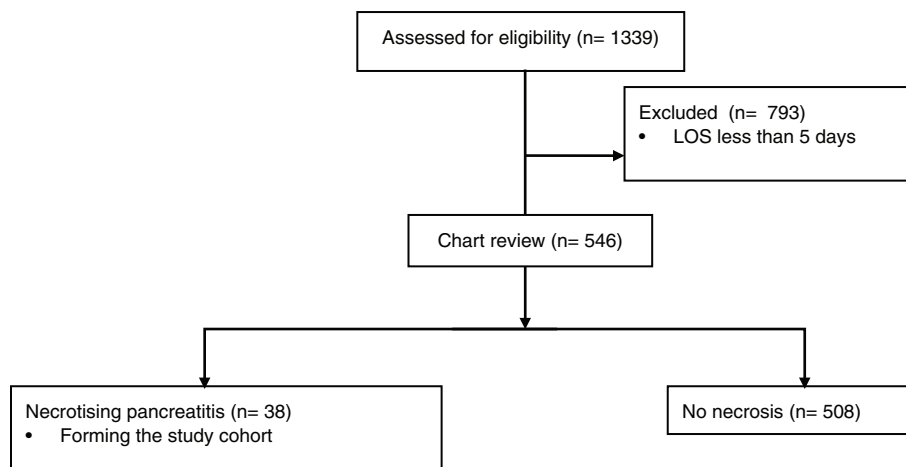 Assessed for eligibility (n= 1339)
Excluded (n= 793)
• LOS less than 5 days
Chart review (n= 546)
Necrotising pancreatitis (n= 38)
• Forming the study cohort
No necrosis (n= 508)